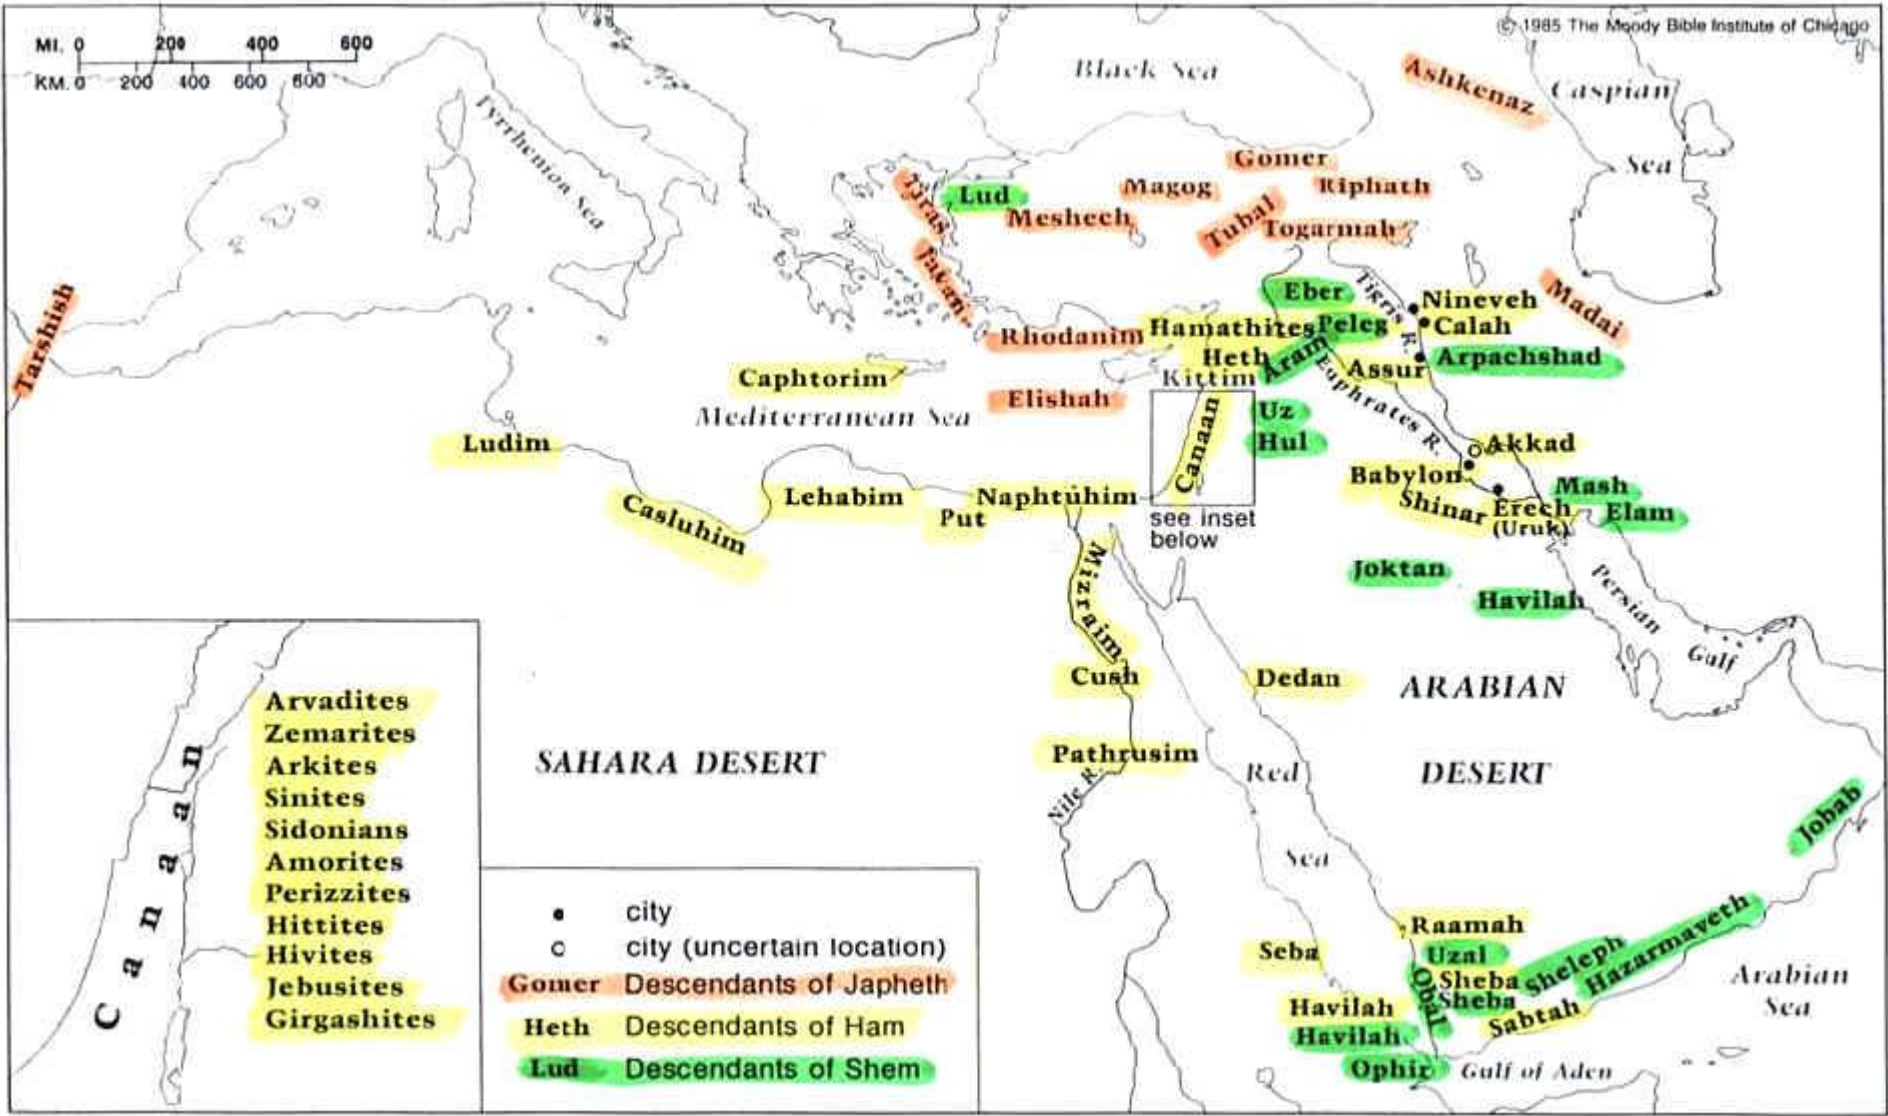 © 1985 The Moody Bible Institute of Chicago
MI. 0 200 400 600
KM. 0 200 400 600 600
Black Sea
Ashkenaz
Caspian
Sea
Tyrrhenion Sea
Gomer
Tiras
Lud
Magog
Riphath
Meshech
Tubal
Togarmah
Javan
Tarshish
Eber
Tigris R.
Nineveh
Madai
Rhodanim
Hamathites
Peleg
Calah
Heth
Aram
Arpachshad
Caphtorim
Kittim
Assur
Elishah
Mediterranean Sea
Canaan
Uz
Euphrates R.
Hul
Ludim
Akkad
Babylon
Casluhim
Lehabim
Naphtuhim
Shinar
Mash
Put
see inset
below
Erech
(Uruk)
Elam
Mizraim
Joktan
Havilah
Persian
Gulf
Cush
Dedan
ARABIAN
DESERT
SAHARA DESERT
Pathrusim
Nile R.
Red
Sea
Jobab
Raamah
Seba
Uzal
Sheba
Sheba
Obal
Sheleph
Hazarmaveth
Arabian
Sea
Havilah
Sabtah
Havilah
Ophir
Gulf of Aden
Canaan
Arvadites
Zemarites
Arkites
Sinites
Sidonians
Amorites
Perizzites
Hittites
Hivites
Jebusites
Girgashites
city
city (uncertain location)
Gomer Descendants of Japheth
Heth Descendants of Ham
Lud Descendants of Shem